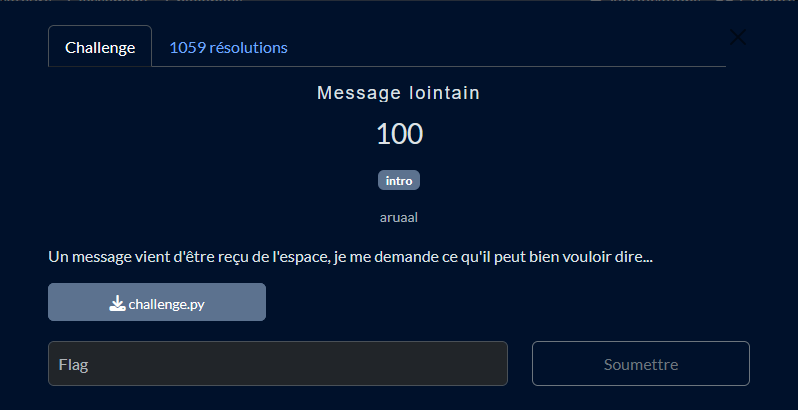 Challenge
1059 résolutions
Message lointain
100
intro
aruaal
Un message vient d'être reçu de l'espace, je me demande ce qu'il peut bien vouloir dire...
challenge.py
Flag
Soumettre